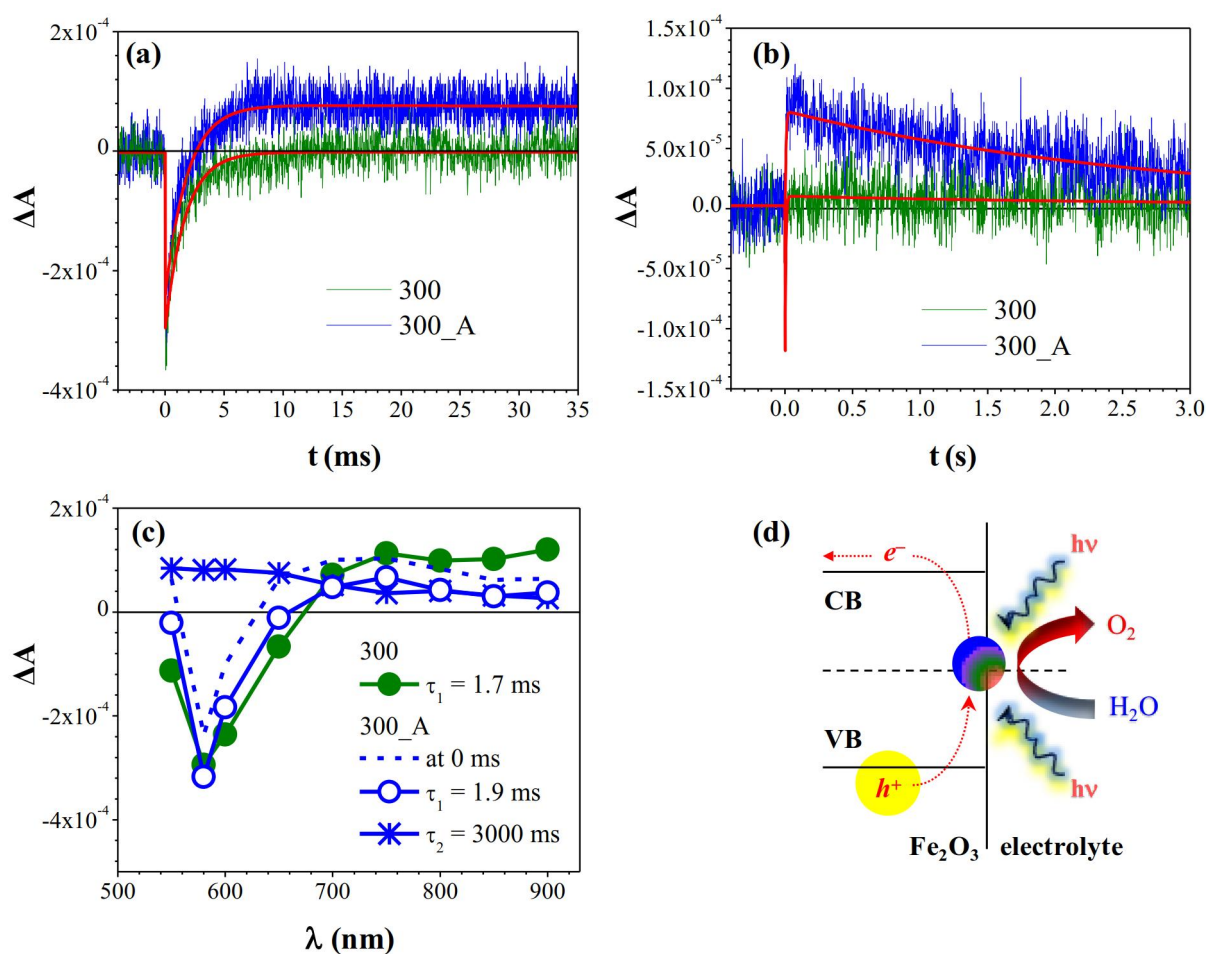 (a)
2x10⁻⁴
0
-2x10⁻⁴
-4x10⁻⁴
ΔA
0 5 10 15 20 25 30 35
t (ms)
300
300_A
(b)
1.5x10⁻⁴
1.0x10⁻⁴
5.0x10⁻⁵
0.0
-5.0x10⁻⁵
-1.0x10⁻⁴
-1.5x10⁻⁴
ΔA
0.0 0.5 1.0 1.5 2.0 2.5 3.0
t (s)
300
300_A
(c)
2x10⁻⁴
0
-2x10⁻⁴
-4x10⁻⁴
ΔA
500 600 700 800 900
λ (nm)
300
τ₁ = 1.7 ms
300_A
at 0 ms
τ₁ = 1.9 ms
τ₂ = 3000 ms
(d)
e⁻
hν
CB
O₂
H₂O
VB
h⁺
hν
Fe₂O₃ electrolyte